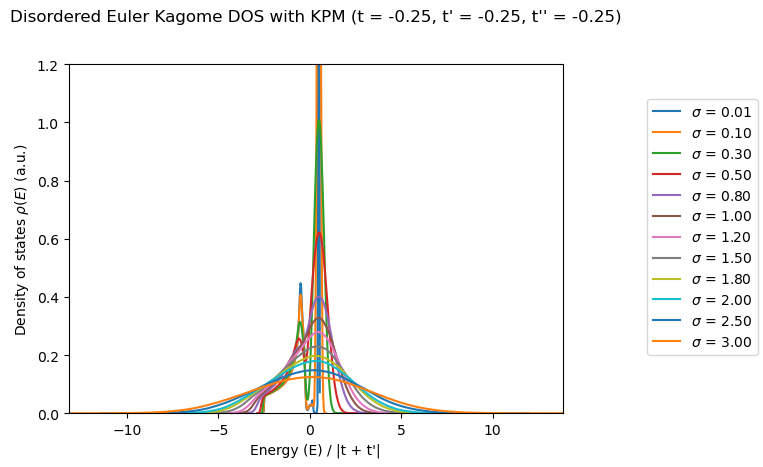 Disordered Euler Kagome DOS with KPM (t = -0.25, t' = -0.25, t'' = -0.25)
Density of states ρ(E) (a.u.)
1.2
1.0
0.8
0.6
0.4
0.2
0.0
−10
−5
0
5
10
Energy (E) / |t + t'|
σ = 0.01
σ = 0.10
σ = 0.30
σ = 0.50
σ = 0.80
σ = 1.00
σ = 1.20
σ = 1.50
σ = 1.80
σ = 2.00
σ = 2.50
σ = 3.00